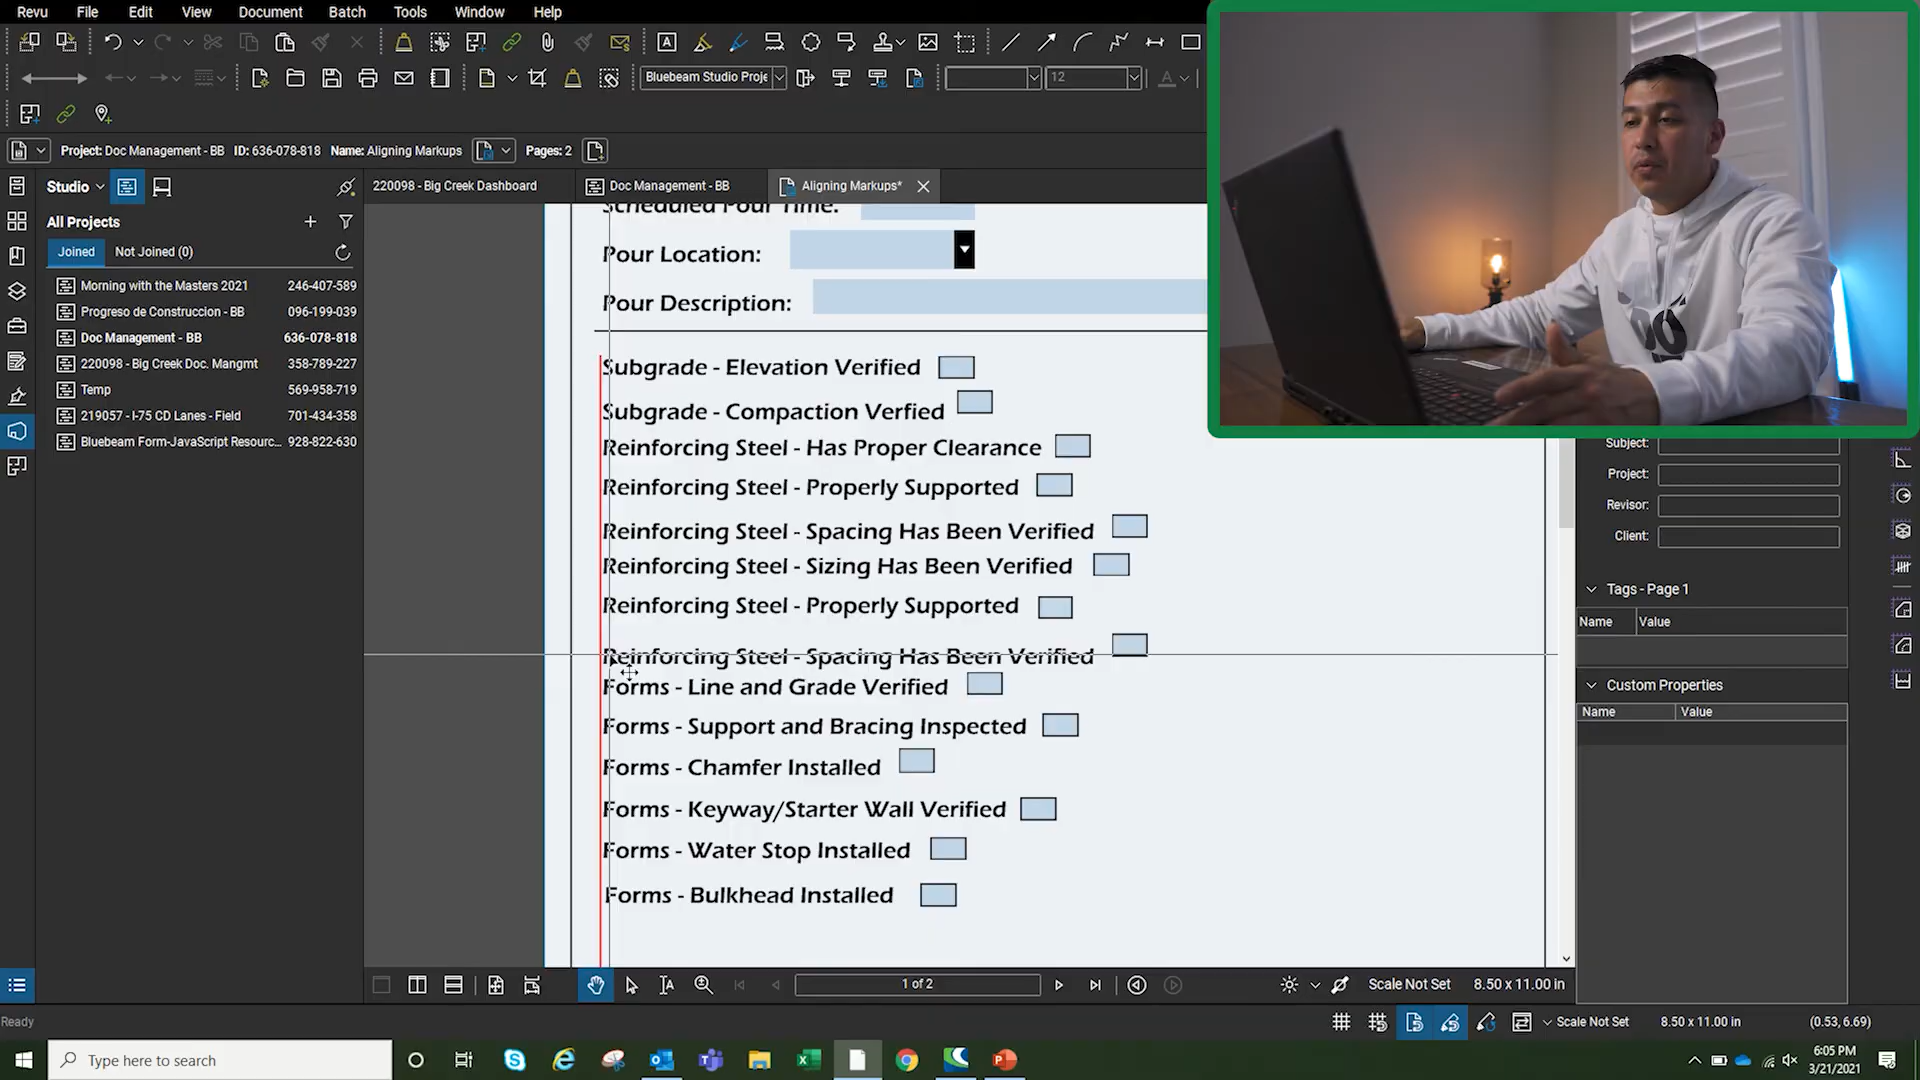 Revu File Edit View Document Batch Tools Window Help
Bluebeam Studio Proje
12
Project: Doc Management - BB ID: 636-078-818 Name: Aligning Markups Pages: 2
Studio
220098 - Big Creek Dashboard
Doc Management - BB
Aligning Markups*
All Projects
Joined Not Joined (0)
Morning with the Masters 2021 246-407-589
Progreso de Construccion - BB 096-199-039
Doc Management - BB 636-078-818
220098 - Big Creek Doc. Mangmt 358-789-227
Temp 569-958-719
219057 - I-75 CD Lanes - Field 701-434-358
Bluebeam Form-JavaScript Resourc... 928-822-630
Scheduled Pour Time:
Pour Location:
Pour Description:
Subgrade - Elevation Verified
Subgrade - Compaction Verfied
Reinforcing Steel - Has Proper Clearance
Reinforcing Steel - Properly Supported
Reinforcing Steel - Spacing Has Been Verified
Reinforcing Steel - Sizing Has Been Verified
Reinforcing Steel - Properly Supported
Reinforcing Steel - Spacing Has Been Verified
Forms - Line and Grade Verified
Forms - Support and Bracing Inspected
Forms - Chamfer Installed
Forms - Keyway/Starter Wall Verified
Forms - Water Stop Installed
Forms - Bulkhead Installed
Subject:
Project:
Revisor:
Client:
Tags - Page 1
Name Value
Custom Properties
Name Value
1 of 2
Scale Not Set 8.50 x 11.00 in
Ready
Scale Not Set 8.50 x 11.00 in (0.53, 6.69)
Type here to search
6:05 PM
3/21/2021